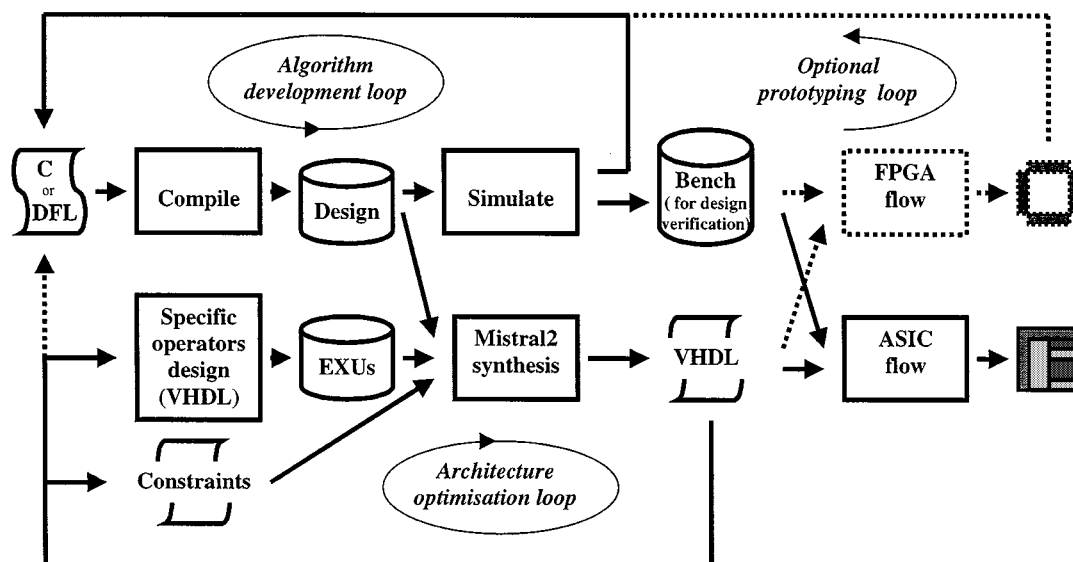 Algorithm
development loop
Optional
prototyping loop
C
or
DFL
Compile
Design
Simulate
Bench
( for design
verification)
FPGA
flow
Specific
operators
design
(VHDL)
EXUs
Mistral2
synthesis
VHDL
ASIC
flow
Constraints
Architecture
optimisation loop